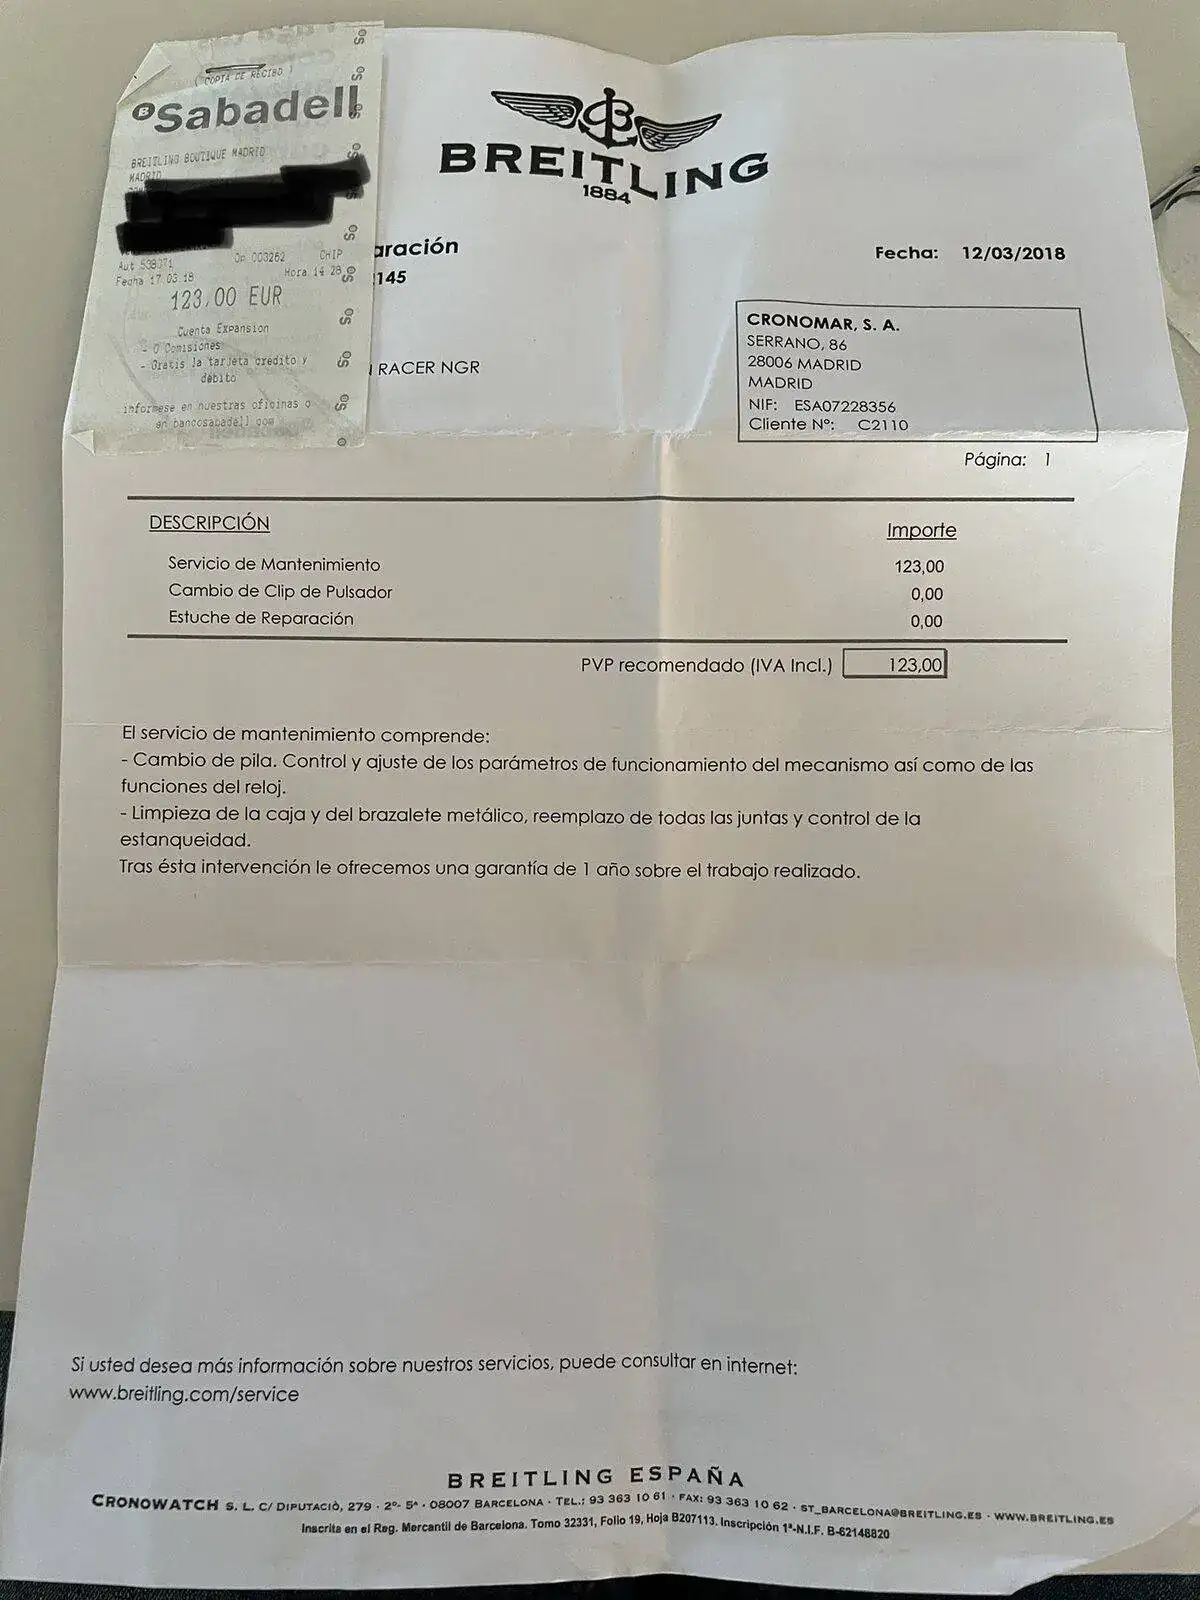 ( COPIA DE RECIBO )
BSabadell
BREITLING BOUTIQUE MADRID
MADRID
Op 003262 CHIP
Aut 538071
Fecha 17 03 18 Hora 14 28
123,00 EUR
Cuenta Expansion
- 0 Comisiones
- Gratis la tarjeta credito y
débito
infórmese en nuestras oficinas o
en bancosabadell com
BREITLING
1884
aración
145
RACER NGR
Fecha: 12/03/2018
CRONOMAR, S. A.
SERRANO, 86
28006 MADRID
MADRID
NIF: ESA07228356
Cliente Nº: C2110
Página: 1
DESCRIPCIÓN Importe
Servicio de Mantenimiento 123,00
Cambio de Clip de Pulsador 0,00
Estuche de Reparación 0,00
PVP recomendado (IVA Incl.) 123,00
El servicio de mantenimiento comprende:
- Cambio de pila. Control y ajuste de los parámetros de funcionamiento del mecanismo así como de las
funciones del reloj.
- Limpieza de la caja y del brazalete metálico, reemplazo de todas las juntas y control de la
estanqueidad.
Tras ésta intervención le ofrecemos una garantía de 1 año sobre el trabajo realizado.
Si usted desea más información sobre nuestros servicios, puede consultar en internet:
www.breitling.com/service
BREITLING ESPAÑA
CRONOWATCH S. L. C/ DIPUTACIÒ, 279 · 2º- 5ª · 08007 BARCELONA · TEL.: 93 363 10 61 · FAX: 93 363 10 62 · ST_BARCELONA@BREITLING.ES · WWW.BREITLING.ES
Inscrita en el Reg. Mercantil de Barcelona. Tomo 32331, Folio 19, Hoja B207113. Inscripción 1ª-N.I.F. B-62148820